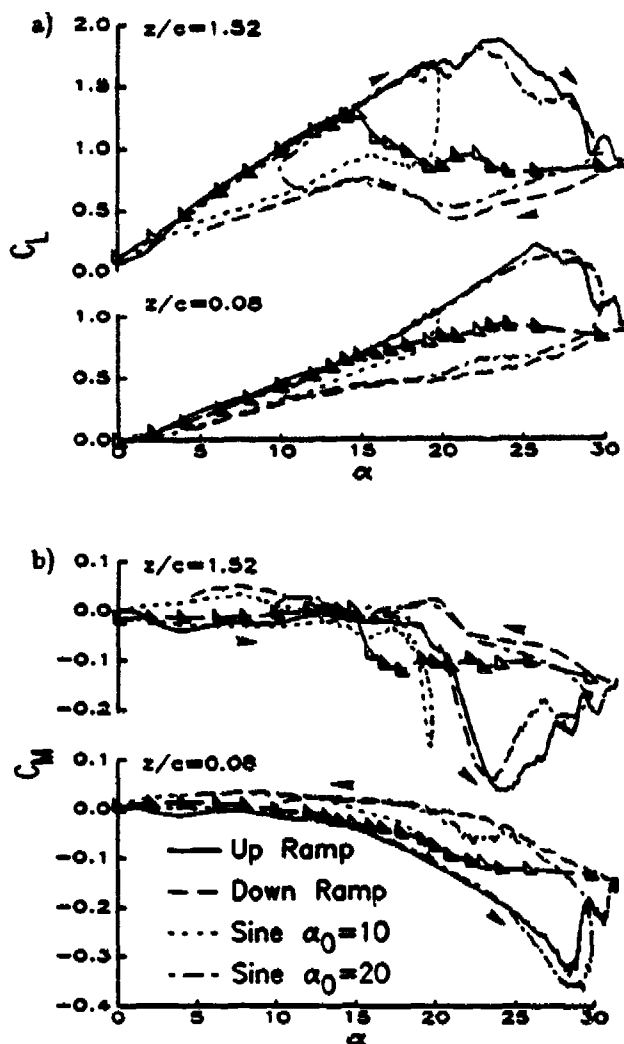 a)
z/c=1.52
2.0
1.5
1.0
0.5
0.0
C_L
z/c=0.08
1.0
0.5
0.0
0 5 10 15 20 25 30
α
b)
z/c=1.52
0.1
0.0
-0.1
-0.2
C_M
z/c=0.08
0.1
0.0
-0.1
-0.2
-0.3
-0.4
Up Ramp
Down Ramp
Sine α₀=10
Sine α₀=20
0 5 10 15 20 25 30
α